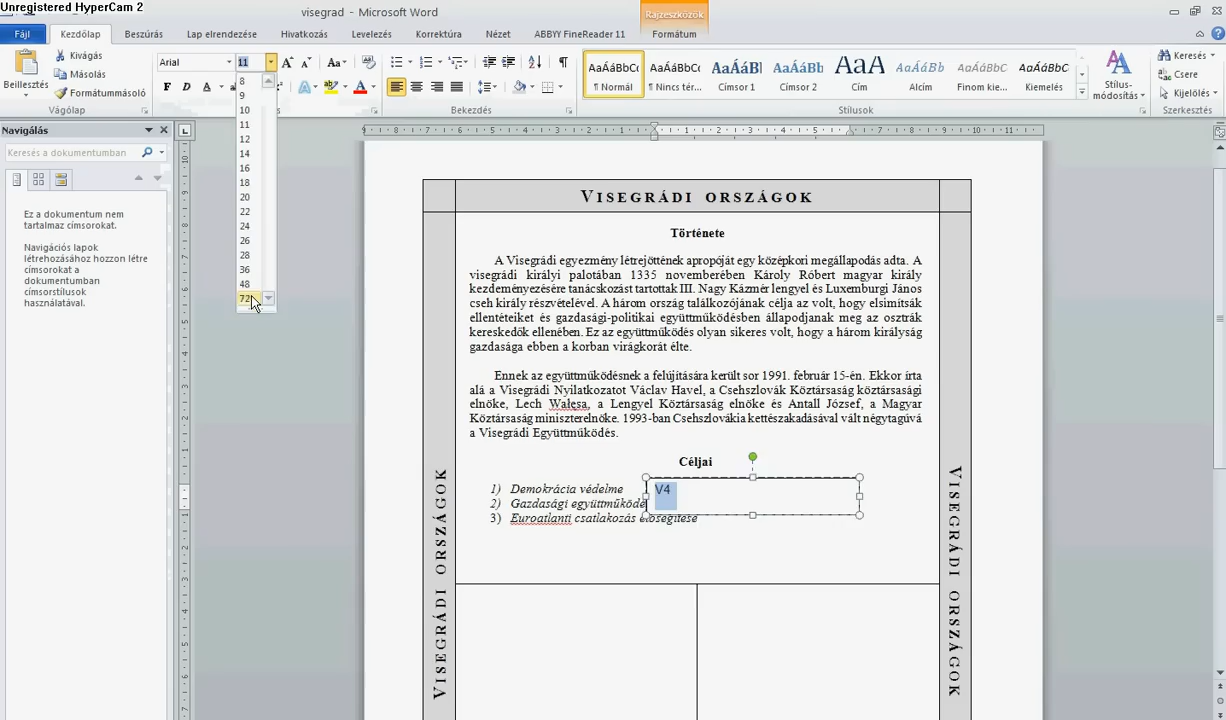 Unregistered HyperCam 2
visegrad - Microsoft Word
Rajzeszközök
Fájl Kezdőlap Beszúrás Lap elrendezése Hivatkozás Levelezés Korrektúra Nézet ABBYY FineReader 11 Formátum
Beillesztés
Kivágás
Másolás
Formátummásoló
Vágólap
Arial 11
F D A
Bekezdés
AaÁáBbCc AaÁáBbCc AaÁáB AaÁáBb AaÁ AaÁáBbCc AaÁáBbCc
¶ Normál ¶ Nincs tér... Címsor 1 Címsor 2 Cím Alcím Kiemelés
Stílus-
módosítás
Stílusok
Keresés
Csere
Kijelölés
Szerkesztés
8
9
10
11
12
14
16
18
20
22
24
26
28
36
48
72
Navigálás
Keresés a dokumentumban
Ez a dokumentum nem
tartalmaz címsorokat.
Navigációs lapok
létrehozásához hozzon létre
címsorokat a
dokumentumban
címsorstílusok
használatával.
VISEGRÁDI ORSZÁGOK
Története
A Visegrádi egyezmény létrejöttének apropóját egy középkori megállapodás adta. A
visegrádi királyi palotában 1335 novemberében Károly Róbert magyar király
kezdeményezésére tanácskozást tartottak III. Nagy Kázmér lengyel és Luxemburgi János
cseh király részvételével. A három ország találkozójának célja az volt, hogy elsimítsák
ellentéteiket és gazdasági-politikai együttműködésben állapodjanak meg az osztrák
kereskedők ellenében. Ez az együttműködés olyan sikeres volt, hogy a három királyság
gazdasága ebben a korban virágkorát élte.
Ennek az együttműködésnek a felújítására került sor 1991. február 15-én. Ekkor írta
alá a Visegrádi Nyilatkozatot Václav Havel, a Csehszlovák Köztársaság köztársasági
elnöke, Lech Wałęsa, a Lengyel Köztársaság elnöke és Antall József, a Magyar
Köztársaság miniszterelnöke. 1993-ban Csehszlovákia kettészakadásával vált négytagúvá
a Visegrádi Együttműködés.
Céljai
1) Demokrácia védelme
2) Gazdasági együttműköde
3) Euroatlanti csatlakozás elősegítése
V4
VISEGRÁDI ORSZÁGOK
VISEGRÁDI ORSZÁGOK